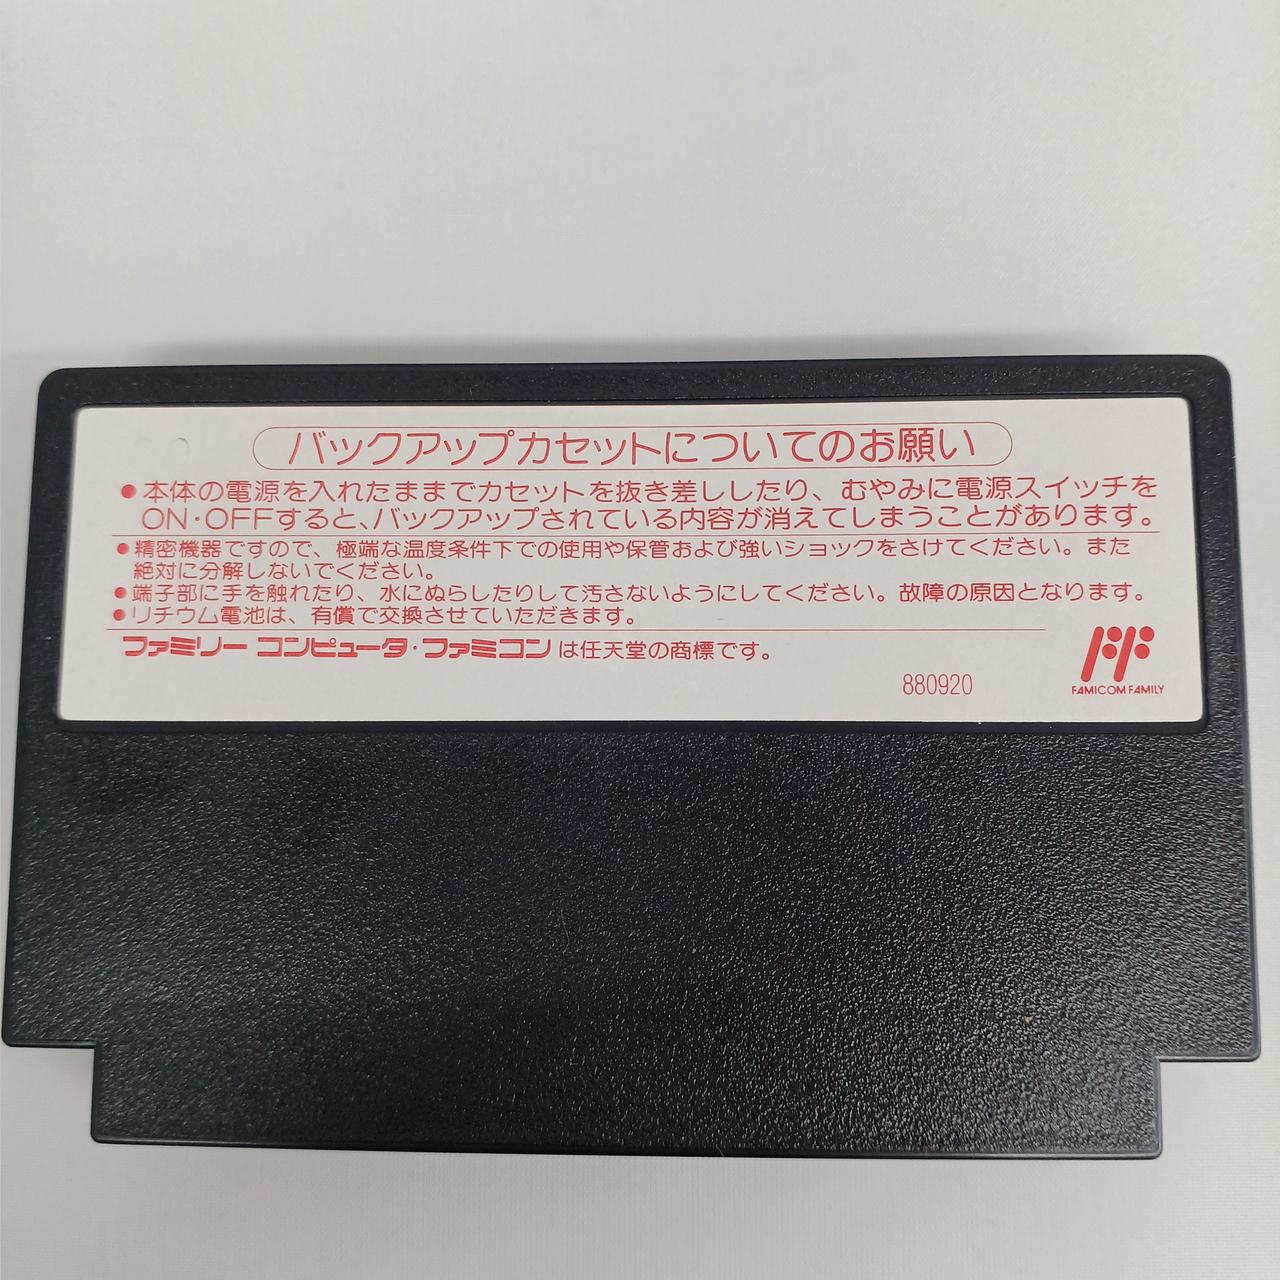 バックアップカセットについてのお願い
●本体の電源を入れたままでカセットを抜き差ししたり、むやみに電源スイッチを
ON・OFFすると、バックアップされている内容が消えてしまうことがあります。
●精密機器ですので、極端な温度条件下での使用や保管および強いショックをさけてください。また
絶対に分解しないでください。
●端子部に手を触れたり、水にぬらしたりして汚さないようにしてください。故障の原因となります。
●リチウム電池は、有償で交換させていただきます。
ファミリー コンピュータ・ファミコン は任天堂の商標です。
880920
FAMICOM FAMILY